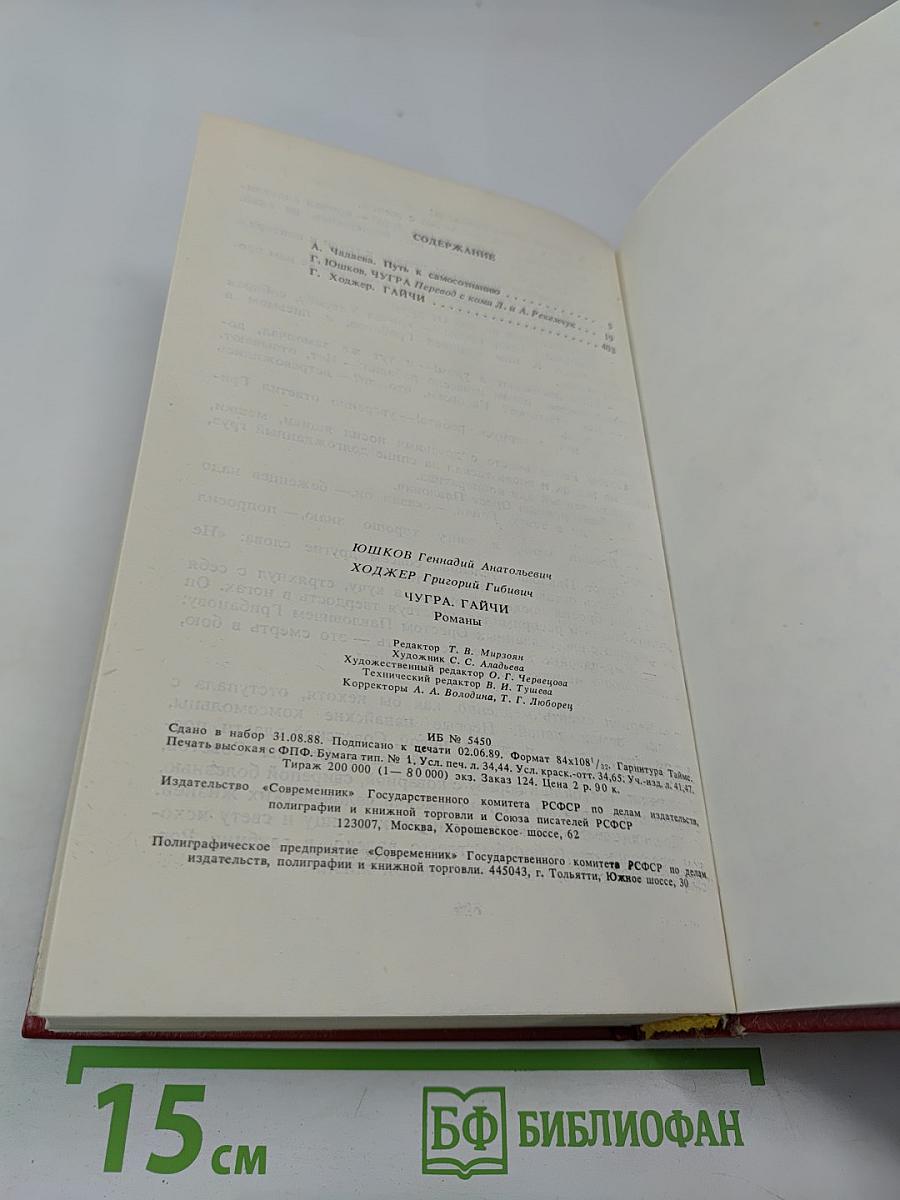 СОДЕРЖАНИЕ
А. Чадаева. Путь к самосознанию . . . . . . . . . . 5
Г. Юшков. ЧУГРА Перевод с коми Л. и А. Рекемчук . . . 19
Г. Ходжер. ГАЙЧИ . . . . . . . . . . . . . . . . . 403
ЮШКОВ Геннадий Анатольевич
ХОДЖЕР Григорий Гибивич
ЧУГРА. ГАЙЧИ
Романы
Редактор Т. В. Мирзоян
Художник С. С. Аладьева
Художественный редактор О. Г. Червецова
Технический редактор В. И. Тушева
Корректоры А. А. Володина, Т. Г. Люборец
ИБ № 5450
Сдано в набор 31.08.88. Подписано к печати 02.06.89. Формат 84х108¹/₃₂. Гарнитура Таймс.
Печать высокая с ФПФ. Бумага тип. № 1. Усл. печ. л. 34,44. Усл. краск.-отт. 34,65. Уч.-изд. л. 41,47.
Тираж 200 000 (1— 80 000) экз. Заказ 124. Цена 2 р. 90 к.
Издательство «Современник» Государственного комитета РСФСР по делам издательств,
полиграфии и книжной торговли и Союза писателей РСФСР
123007, Москва, Хорошевское шоссе, 62
Полиграфическое предприятие «Современник» Государственного комитета РСФСР по делам
издательств, полиграфии и книжной торговли. 445043, г. Тольятти, Южное шоссе, 30
15 см
БФ БИБЛИОФАН